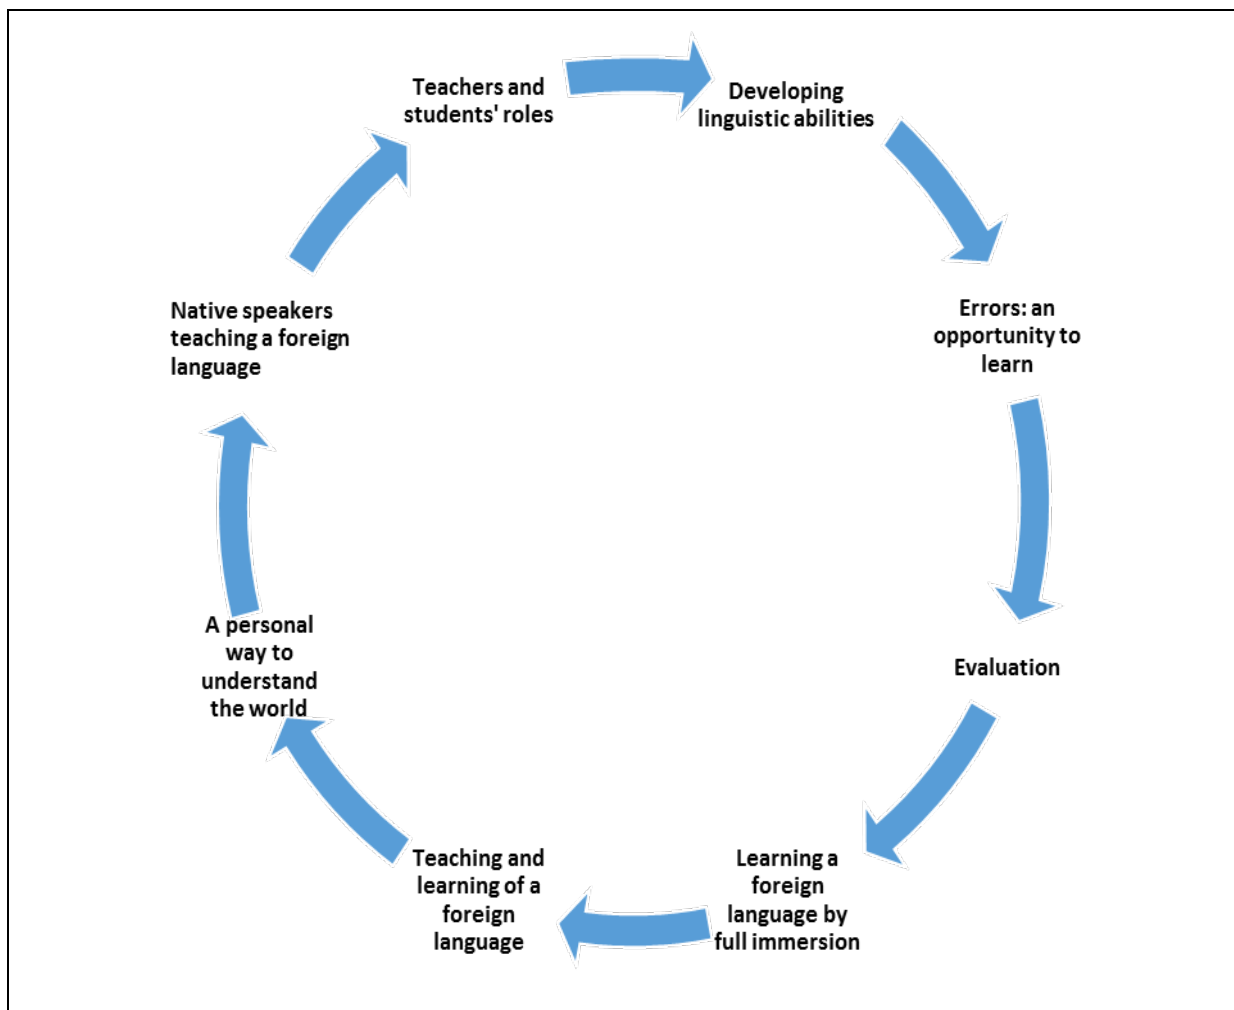 Teachers and
students' roles
Developing
linguistic abilities
Errors: an
opportunity to
learn
Evaluation
Learning a
foreign
language by
full immersion
Teaching and
learning of a
foreign
language
A personal
way to
understand
the world
Native speakers
teaching a foreign
language